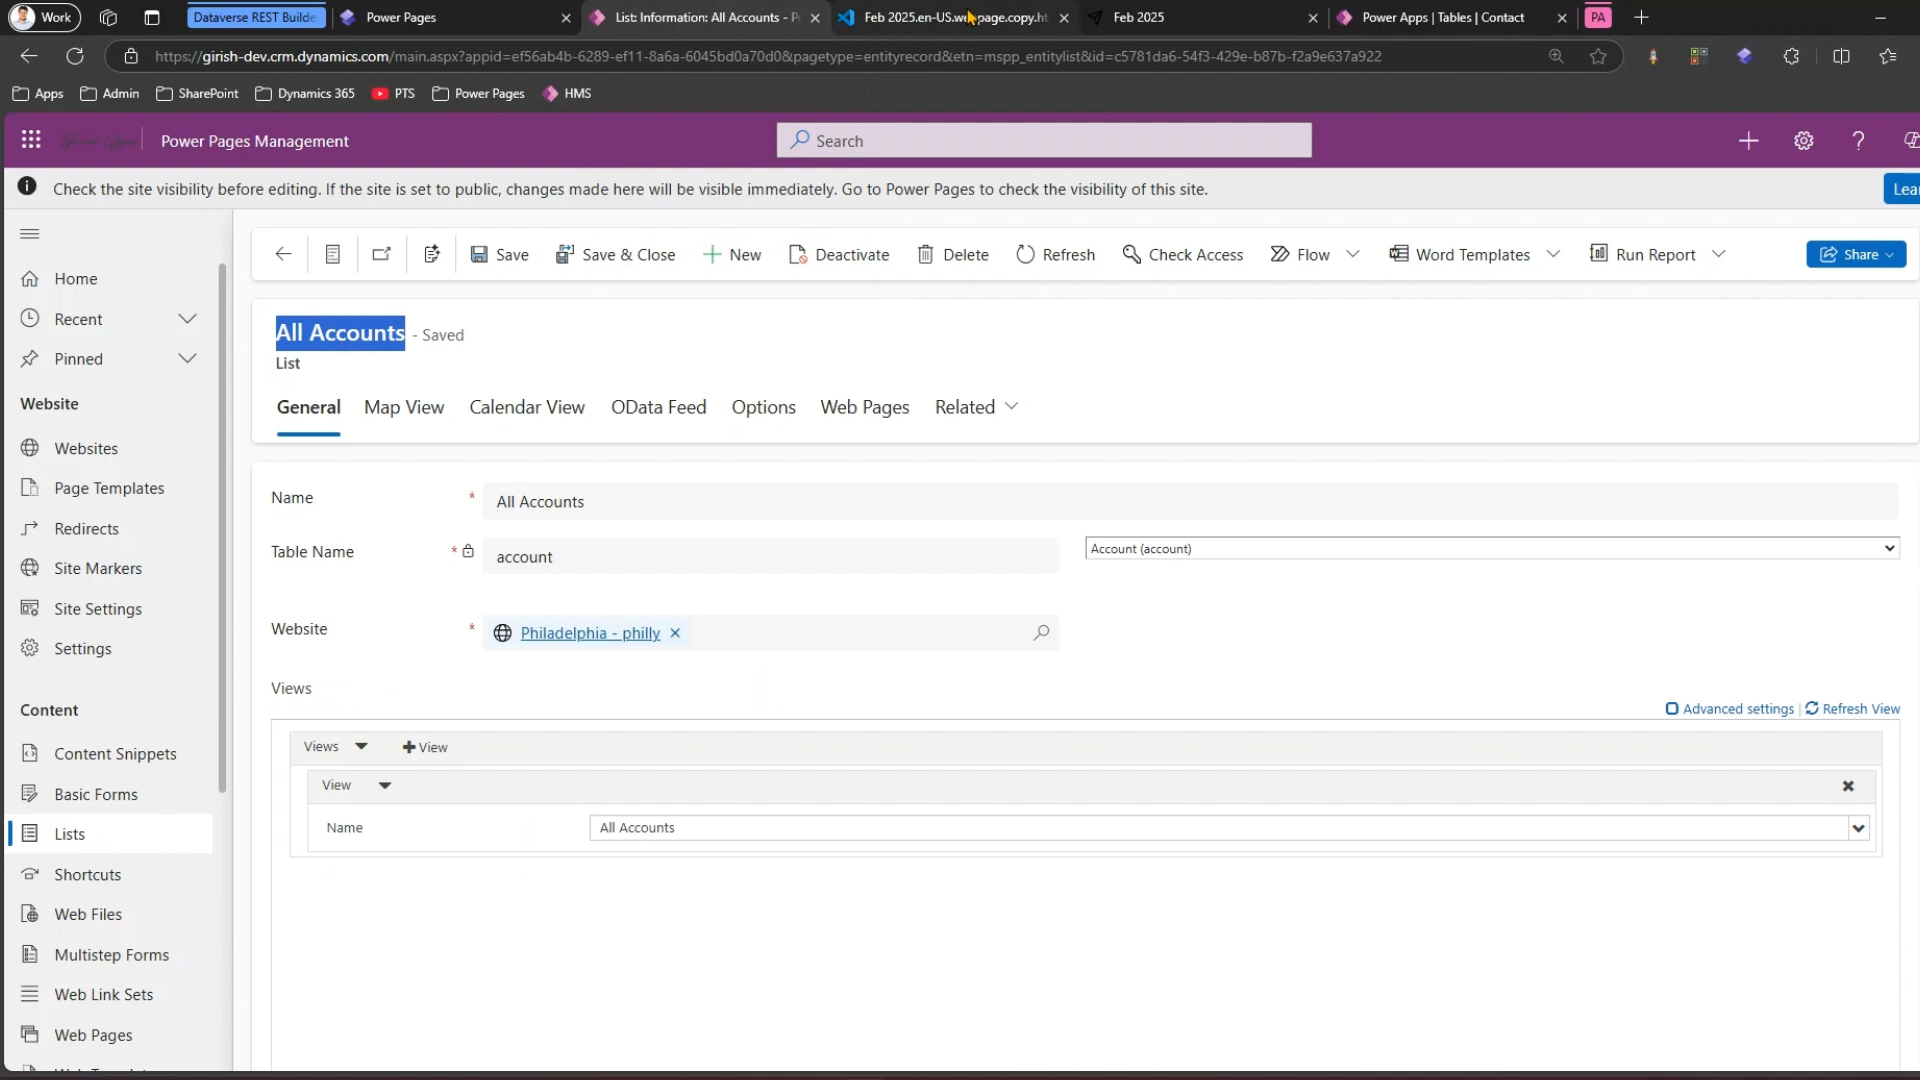 Work
Dataverse REST Builde
Power Pages
List: Information: All Accounts - P
Feb 2025.en-US.webpage.copy.ht
Feb 2025
Power Apps | Tables | Contact
PA
https://girish-dev.crm.dynamics.com/main.aspx?appid=ef56ab4b-6289-ef11-8a6a-6045bd0a70d0&pagetype=entityrecord&etn=mspp_entitylist&id=c5781da6-54f3-429e-b87b-f2a9e637a922
Apps
Admin
SharePoint
Dynamics 365
PTS
Power Pages
HMS
Power Pages Management
Search
Check the site visibility before editing. If the site is set to public, changes made here will be visible immediately. Go to Power Pages to check the visibility of this site.
Lea
Save
Save & Close
New
Deactivate
Delete
Refresh
Check Access
Flow
Word Templates
Run Report
Share
Home
Recent
Pinned
Website
Websites
Page Templates
Redirects
Site Markers
Site Settings
Settings
Content
Content Snippets
Basic Forms
Lists
Shortcuts
Web Files
Multistep Forms
Web Link Sets
Web Pages
All Accounts - Saved
List
General
Map View
Calendar View
OData Feed
Options
Web Pages
Related
Name * All Accounts
Table Name * account
Account (account)
Website * Philadelphia - philly
Views
Advanced settings | Refresh View
Views
View
View
Name
All Accounts